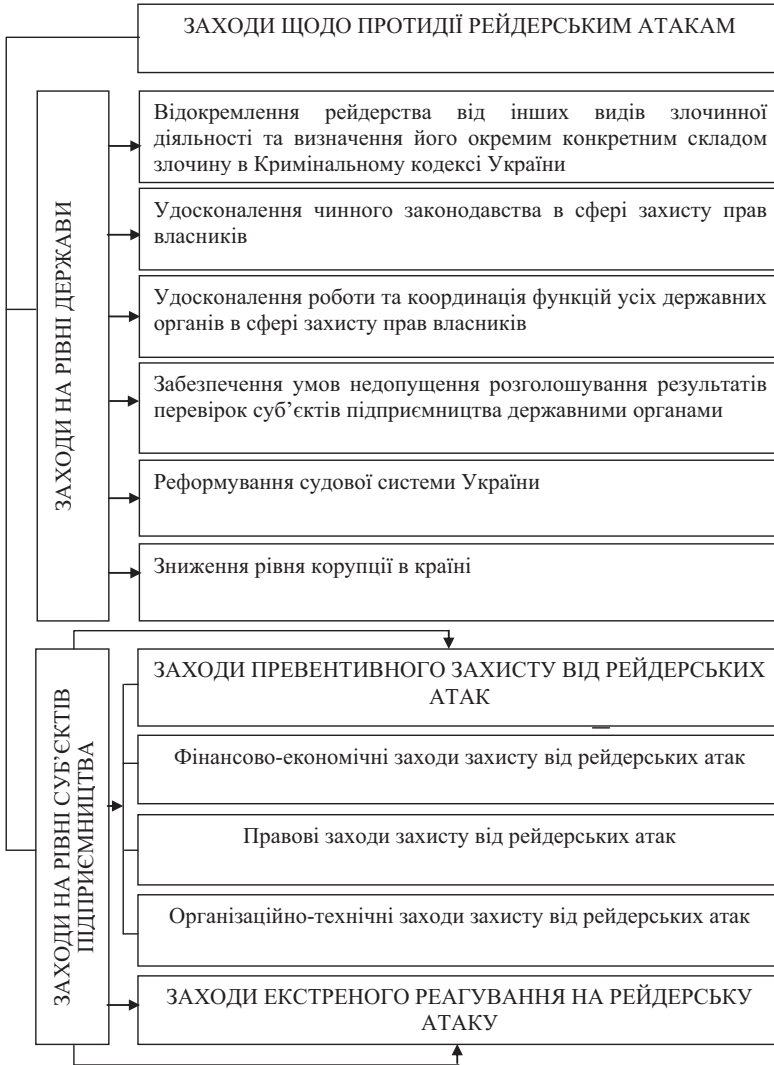 ЗАХОДИ ЩОДО ПРОТИДІЇ РЕЙДЕРСЬКИМ АТАКАМ
ЗАХОДИ НА РІВНІ ДЕРЖАВИ
Відокремлення рейдерства від інших видів злочинної
діяльності та визначення його окремим конкретним складом
злочину в Кримінальному кодексі України
Удосконалення чинного законодавства в сфері захисту прав
власників
Удосконалення роботи та координація функцій усіх державних
органів в сфері захисту прав власників
Забезпечення умов недопущення розголошування результатів
перевірок суб’єктів підприємництва державними органами
Реформування судової системи України
Зниження рівня корупції в країні
ЗАХОДИ НА РІВНІ СУБ’ЄКТІВ
ПІДПРИЄМНИЦТВА
ЗАХОДИ ПРЕВЕНТИВНОГО ЗАХИСТУ ВІД РЕЙДЕРСЬКИХ
АТАК
Фінансово-економічні заходи захисту від рейдерських атак
Правові заходи захисту від рейдерських атак
Організаційно-технічні заходи захисту від рейдерських атак
ЗАХОДИ ЕКСТРЕНОГО РЕАГУВАННЯ НА РЕЙДЕРСЬКУ
АТАКУ